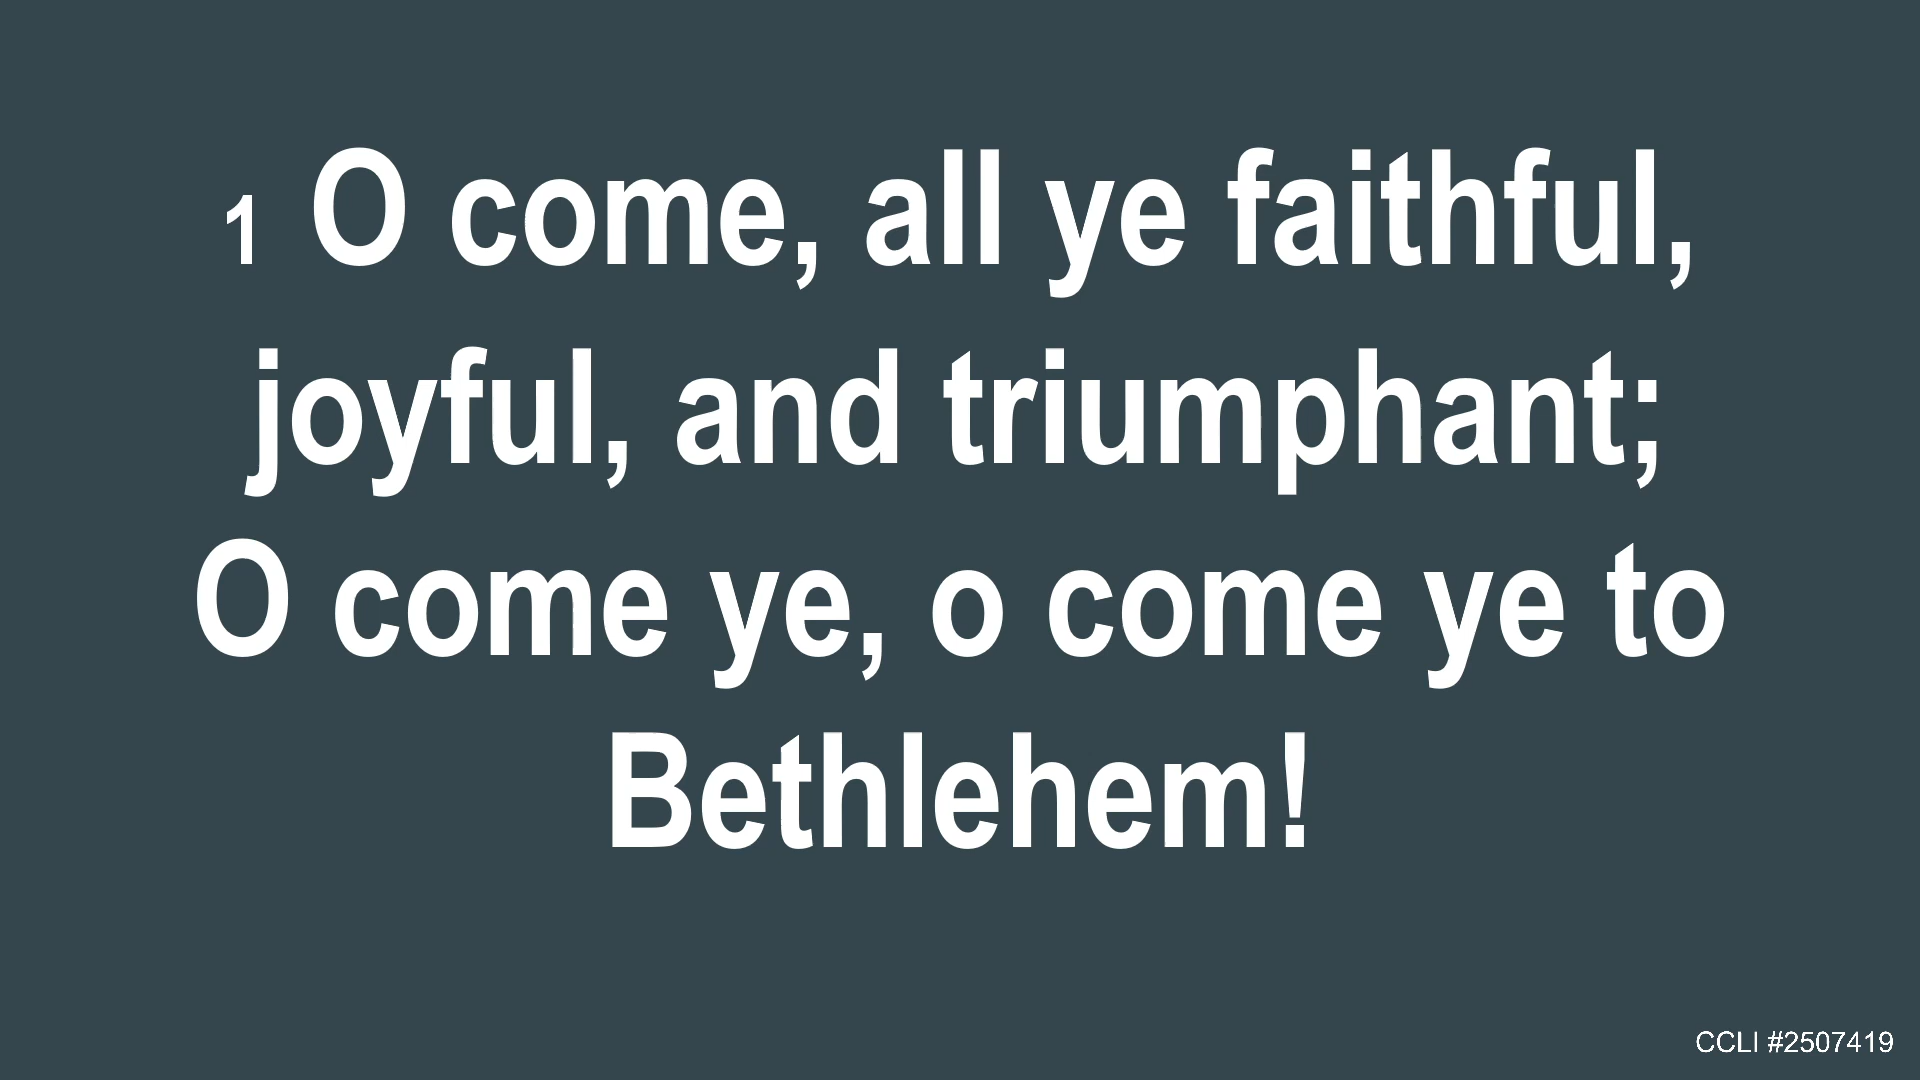 1 O come, all ye faithful,
joyful, and triumphant;
O come ye, o come ye to
Bethlehem!
CCLI #2507419